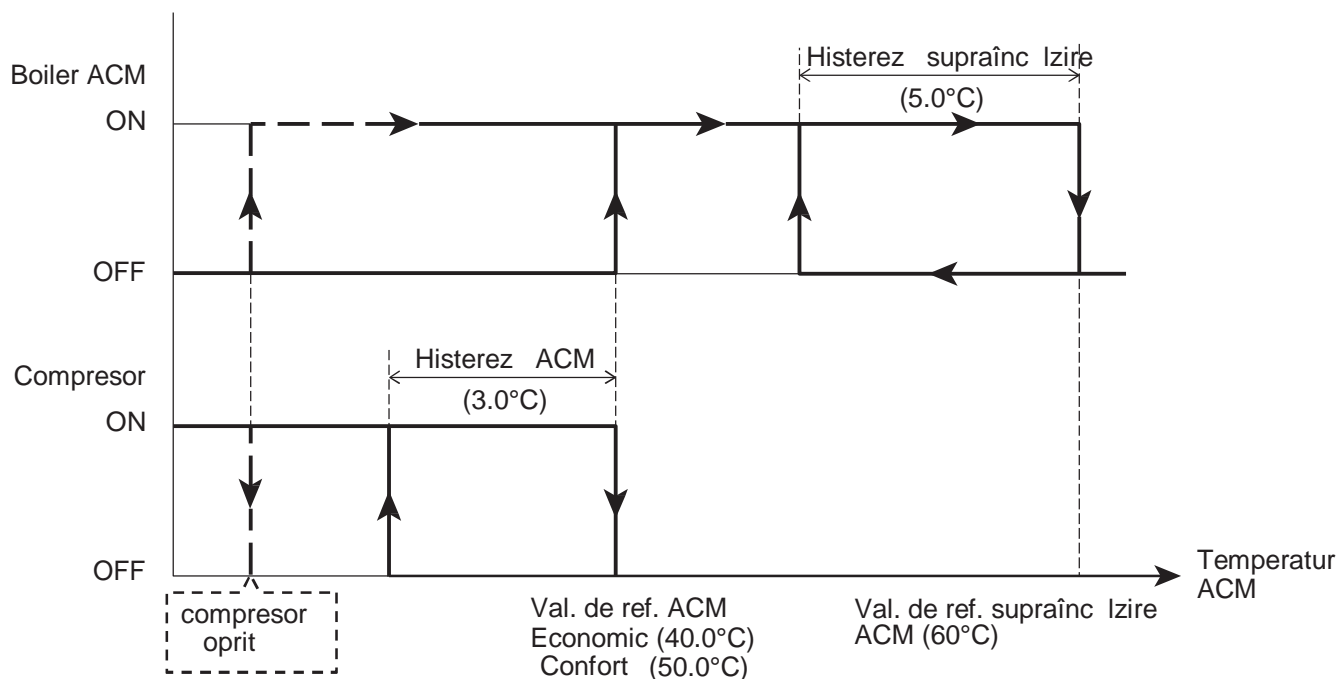 Histerez supraînc lzire
Boiler ACM
(5.0°C)
ON
OFF
Histerez ACM
Compresor
(3.0°C)
ON
OFF
Temperatur
ACM
compresor
oprit
Val. de ref. ACM
Economic (40.0°C)
Confort (50.0°C)
Val. de ref. supraînc lzire
ACM (60°C)